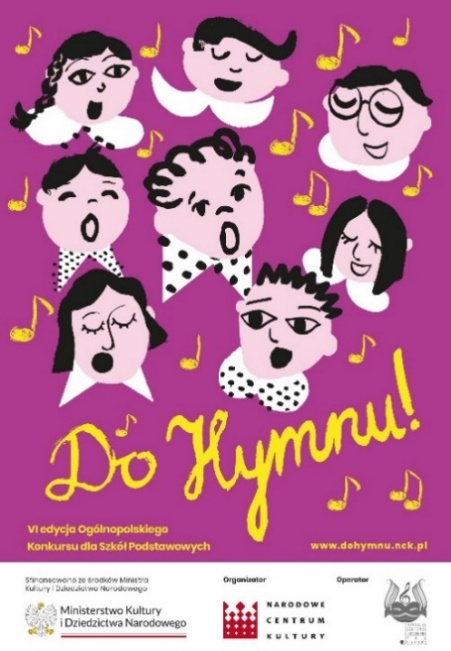 Do Hymnu!
VI edycja Ogólnopolskiego
Konkursu dla Szkół Podstawowych
www.dohymnu.nck.pl
Sfinansowano ze środków Ministra
Kultury i Dziedzictwa Narodowego
Organizator
Operator
Ministerstwo Kultury
i Dziedzictwa Narodowego
NARODOWE
CENTRUM
KULTURY